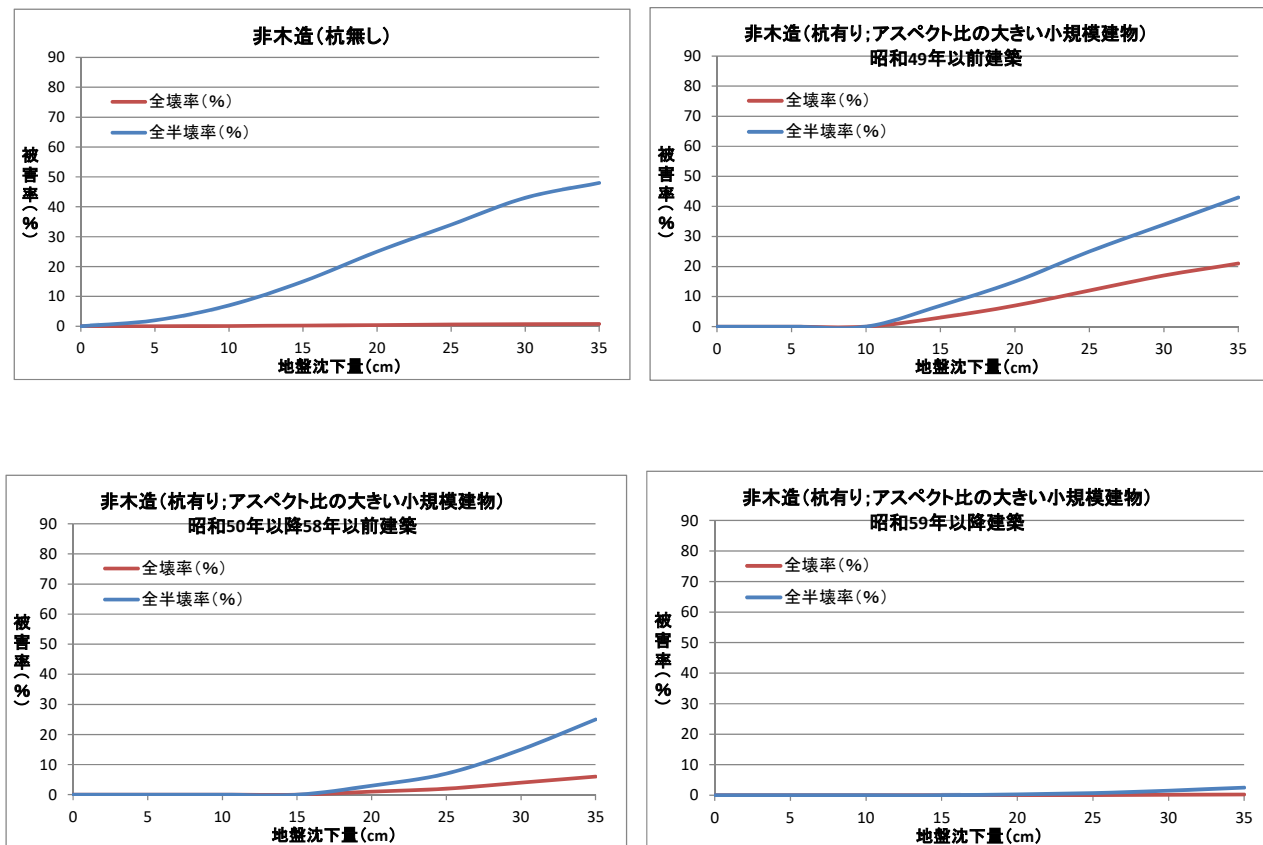 非木造(杭無し)
90
80
70
60
50
40
30
20
10
0
全壊率(%)
全半壊率(%)
被害率(%)
0 5 10 15 20 25 30 35
地盤沈下量(cm)
非木造(杭有り;アスペクト比の大きい小規模建物)
昭和49年以前建築
90
80
70
60
50
40
30
20
10
0
全壊率(%)
全半壊率(%)
被害率(%)
0 5 10 15 20 25 30 35
地盤沈下量(cm)
非木造(杭有り;アスペクト比の大きい小規模建物)
昭和50年以降58年以前建築
90
80
70
60
50
40
30
20
10
0
全壊率(%)
全半壊率(%)
被害率(%)
0 5 10 15 20 25 30 35
地盤沈下量(cm)
非木造(杭有り;アスペクト比の大きい小規模建物)
昭和59年以降建築
90
80
70
60
50
40
30
20
10
0
全壊率(%)
全半壊率(%)
被害率(%)
0 5 10 15 20 25 30 35
地盤沈下量(cm)